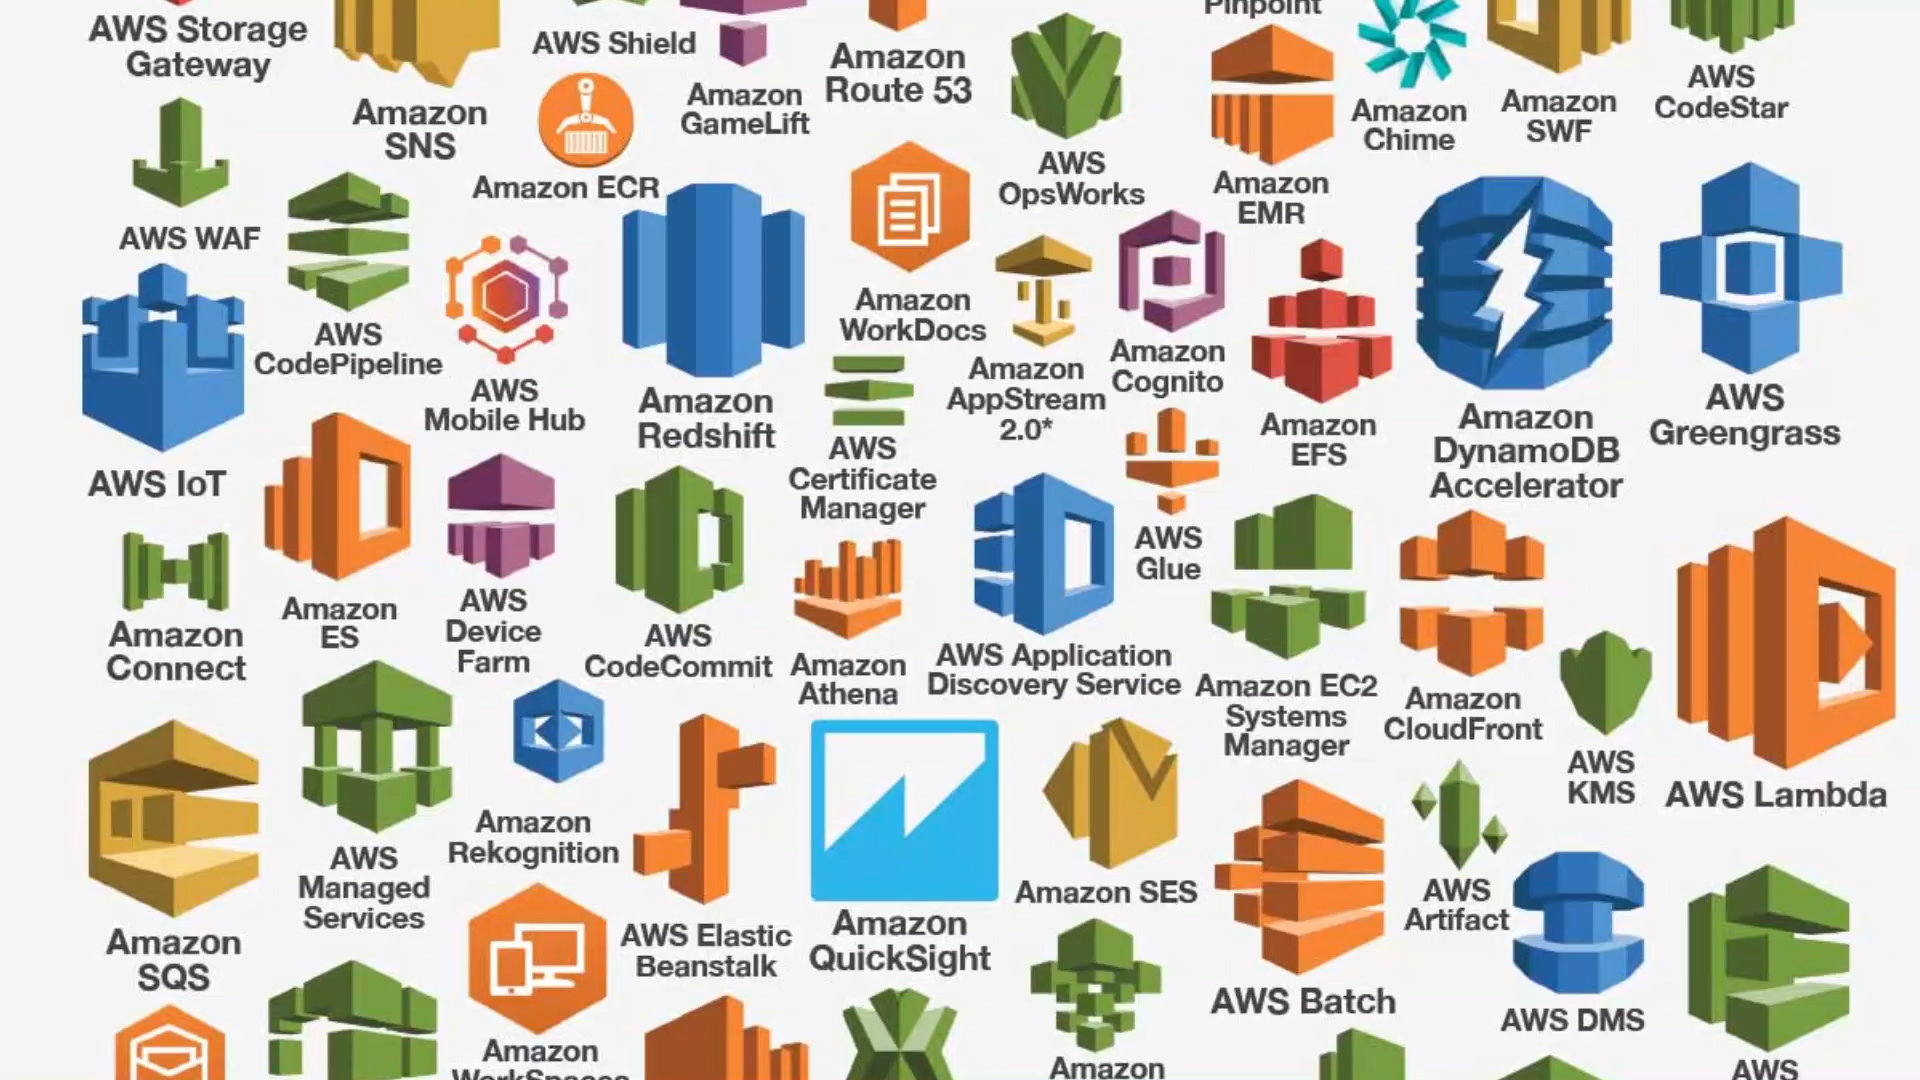 Pinpoint
AWS Storage
Gateway
AWS Shield
Amazon
Route 53
AWS
CodeStar
Amazon
SNS
Amazon
GameLift
Amazon
Chime
Amazon
SWF
Amazon ECR
AWS
OpsWorks
Amazon
EMR
AWS WAF
AWS
CodePipeline
Amazon
WorkDocs
AWS
Mobile Hub
Amazon
Redshift
Amazon
AppStream
2.0*
Amazon
Cognito
Amazon
EFS
Amazon
DynamoDB
Accelerator
AWS
Greengrass
AWS IoT
AWS
Certificate
Manager
AWS
Glue
Amazon
Connect
Amazon
ES
AWS
Device
Farm
AWS
CodeCommit
Amazon
Athena
AWS Application
Discovery Service
Amazon EC2
Systems
Manager
Amazon
CloudFront
AWS
KMS
AWS Lambda
Amazon
Rekognition
AWS
Managed
Services
Amazon SES
AWS
Artifact
Amazon
SQS
AWS Elastic
Beanstalk
Amazon
QuickSight
AWS Batch
AWS DMS
Amazon
WorkSpaces
Amazon
AWS